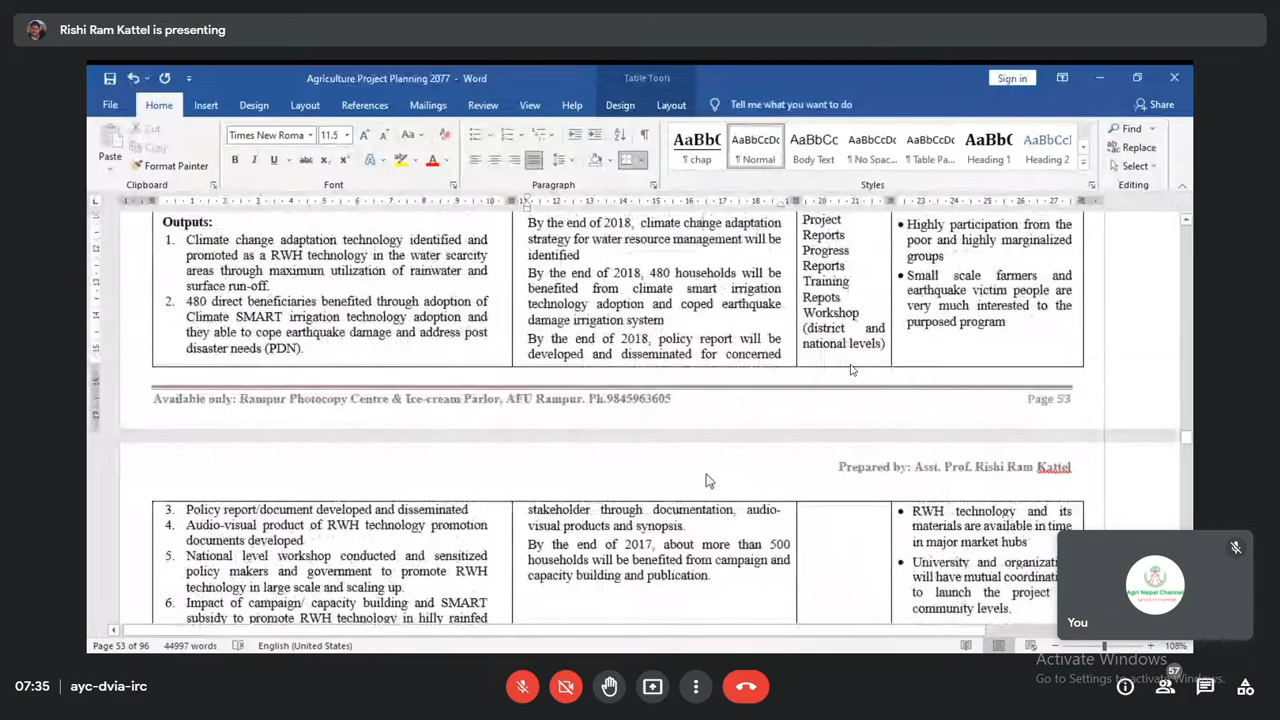 Rishi Ram Kattel is presenting
Agriculture Project Planning 2077 - Word
Table Tools
Sign in
File
Home
Insert
Design
Layout
References
Mailings
Review
View
Help
Design
Layout
Tell me what you want to do
Share
Paste
Cut
Copy
Format Painter
Clipboard
Times New Roma
11.5
Font
Paragraph
AaBbC
¶ chap
AaBbCcDc
¶ Normal
AaBbCc
Body Text
AaBbCcDc
¶ No Spac...
AaBbCcDc
¶ Table Pa...
AaBb(
Heading 1
AaBbC
Heading 2
Styles
Find
Replace
Select
Editing
Outputs:
1. Climate change adaptation technology identified and
promoted as a RWH technology in the water scarcity
areas through maximum utilization of rainwater and
surface run-off.
2. 480 direct beneficiaries benefited through adoption of
Climate SMART irrigation technology adoption and
they able to cope earthquake damage and address post
disaster needs (PDN).
By the end of 2018, climate change adaptation
strategy for water resource management will be
identified
By the end of 2018, 480 households will be
benefited from climate smart irrigation
technology adoption and coped earthquake
damage irrigation system
By the end of 2018, policy report will be
developed and disseminated for concerned
Project
Reports
Progress
Reports
Training
Repots
Workshop
(district and
national levels)
• Highly participation from the
poor and highly marginalized
groups
• Small scale farmers and
earthquake victim people are
very much interested to the
purposed program
Available only: Rampur Photocopy Centre & Ice-cream Parlor, AFU Rampur. Ph.9845963605
Page 53
Prepared by: Asst. Prof. Rishi Ram Kattel
3. Policy report/document developed and disseminated
4. Audio-visual product of RWH technology promotion
documents developed
5. National level workshop conducted and sensitized
policy makers and government to promote RWH
technology in large scale and scaling up.
6. Impact of campaign/ capacity building and SMART
subsidy to promote RWH technology in hilly rainfed
stakeholder through documentation, audio-
visual products and synopsis.
By the end of 2017, about more than 500
households will be benefited from campaign and
capacity building and publication.
• RWH technology and its
materials are available in time
in major market hubs
• University and organizati
will have mutual coordinati
to launch the project
community levels.
Agri Nepal Channel
You
Page 53 of 96
44997 words
English (United States)
108%
Activate Windows
Go to Settings to activate Windows.
07:35 | ayc-dvia-irc
57